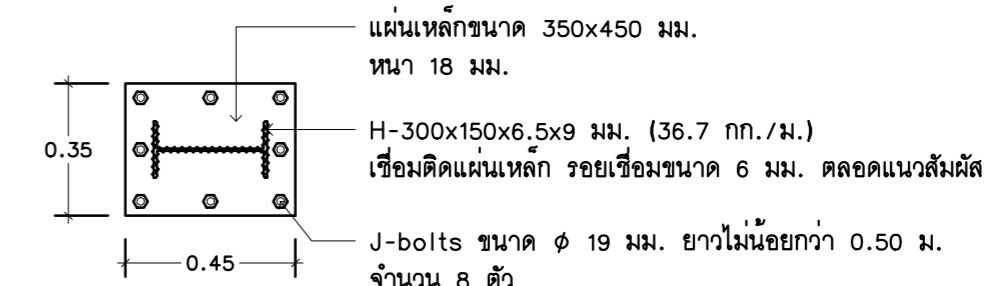 แผ่นเหล็กขนาด 350x450 มม.
หนา 18 มม.
0.35
H-300x150x6.5x9 มม. (36.7 กก./ม.)
เชื่อมติดแผ่นเหล็ก รอยเชื่อมขนาด 6 มม. ตลอดแนวสัมผัส
J-bolts ขนาด ϕ 19 มม. ยาวไม่น้อยกว่า 0.50 ม.
0.45
จำนวน 8 ตัว